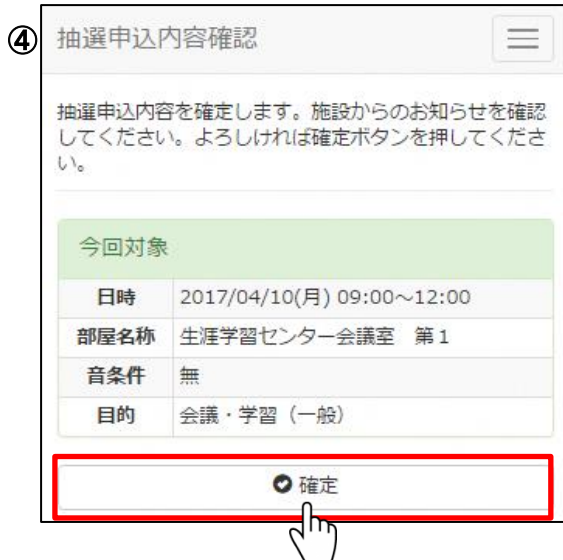 ④
抽選申込内容確認
抽選申込内容を確定します。施設からのお知らせを確認
してください。よろしければ確定ボタンを押してくださ
い。
今回対象
日時 2017/04/10(月) 09:00～12:00
部屋名称 生涯学習センター会議室　第１
音条件 無
目的 会議・学習（一般）
確定